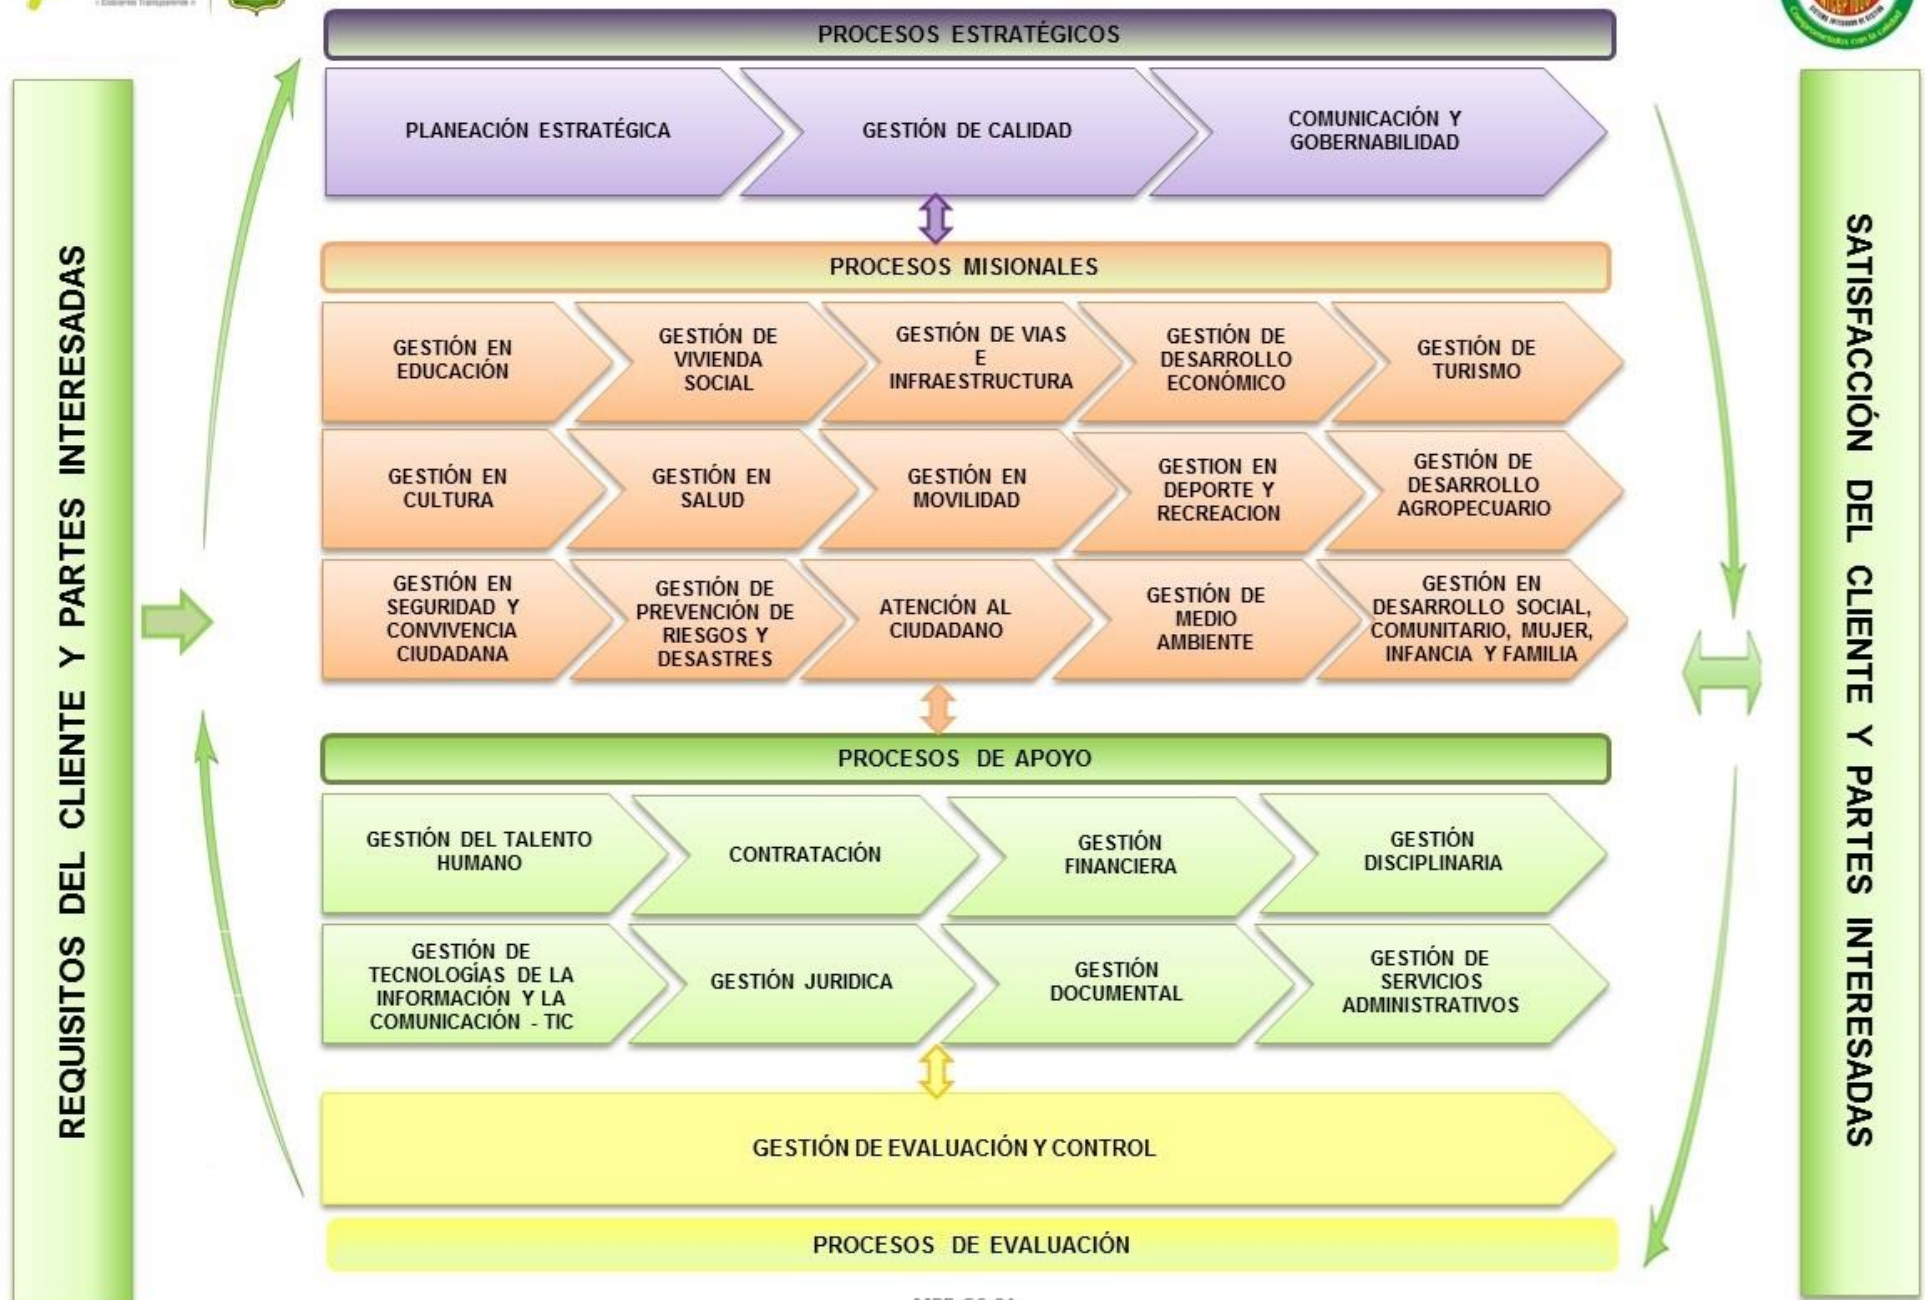 « Gobierno Transparente »
PROCESOS ESTRATÉGICOS
PLANEACIÓN ESTRATÉGICA
GESTIÓN DE CALIDAD
COMUNICACIÓN Y
GOBERNABILIDAD
PROCESOS MISIONALES
GESTIÓN EN
EDUCACIÓN
GESTIÓN DE
VIVIENDA
SOCIAL
GESTIÓN DE VIAS
E
INFRAESTRUCTURA
GESTIÓN DE
DESARROLLO
ECONÓMICO
GESTIÓN DE
TURISMO
GESTIÓN EN
CULTURA
GESTIÓN EN
SALUD
GESTIÓN EN
MOVILIDAD
GESTION EN
DEPORTE Y
RECREACION
GESTIÓN DE
DESARROLLO
AGROPECUARIO
GESTIÓN EN
SEGURIDAD Y
CONVIVENCIA
CIUDADANA
GESTIÓN DE
PREVENCIÓN DE
RIESGOS Y
DESASTRES
ATENCIÓN AL
CIUDADANO
GESTIÓN DE
MEDIO
AMBIENTE
GESTIÓN EN
DESARROLLO SOCIAL,
COMUNITARIO, MUJER,
INFANCIA Y FAMILIA
PROCESOS DE APOYO
GESTIÓN DEL TALENTO
HUMANO
CONTRATACIÓN
GESTIÓN
FINANCIERA
GESTIÓN
DISCIPLINARIA
GESTIÓN DE
TECNOLOGÍAS DE LA
INFORMACIÓN Y LA
COMUNICACIÓN - TIC
GESTIÓN JURIDICA
GESTIÓN
DOCUMENTAL
GESTIÓN DE
SERVICIOS
ADMINISTRATIVOS
GESTIÓN DE EVALUACIÓN Y CONTROL
PROCESOS DE EVALUACIÓN
REQUISITOS DEL CLIENTE Y PARTES INTERESADAS
SATISFACCIÓN DEL CLIENTE Y PARTES INTERESADAS
Comprometidos con la calidad